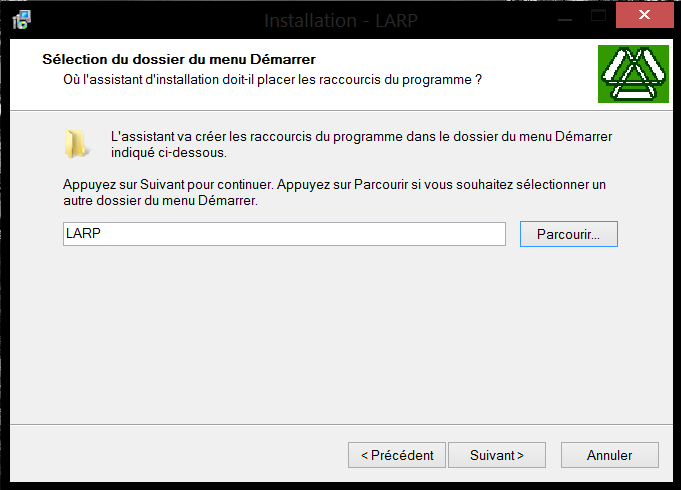 Installation - LARP
Sélection du dossier du menu Démarrer
Où l'assistant d'installation doit-il placer les raccourcis du programme ?
L'assistant va créer les raccourcis du programme dans le dossier du menu Démarrer
indiqué ci-dessous.
Appuyez sur Suivant pour continuer. Appuyez sur Parcourir si vous souhaitez sélectionner un
autre dossier du menu Démarrer.
LARP
Parcourir...
< Précédent
Suivant >
Annuler